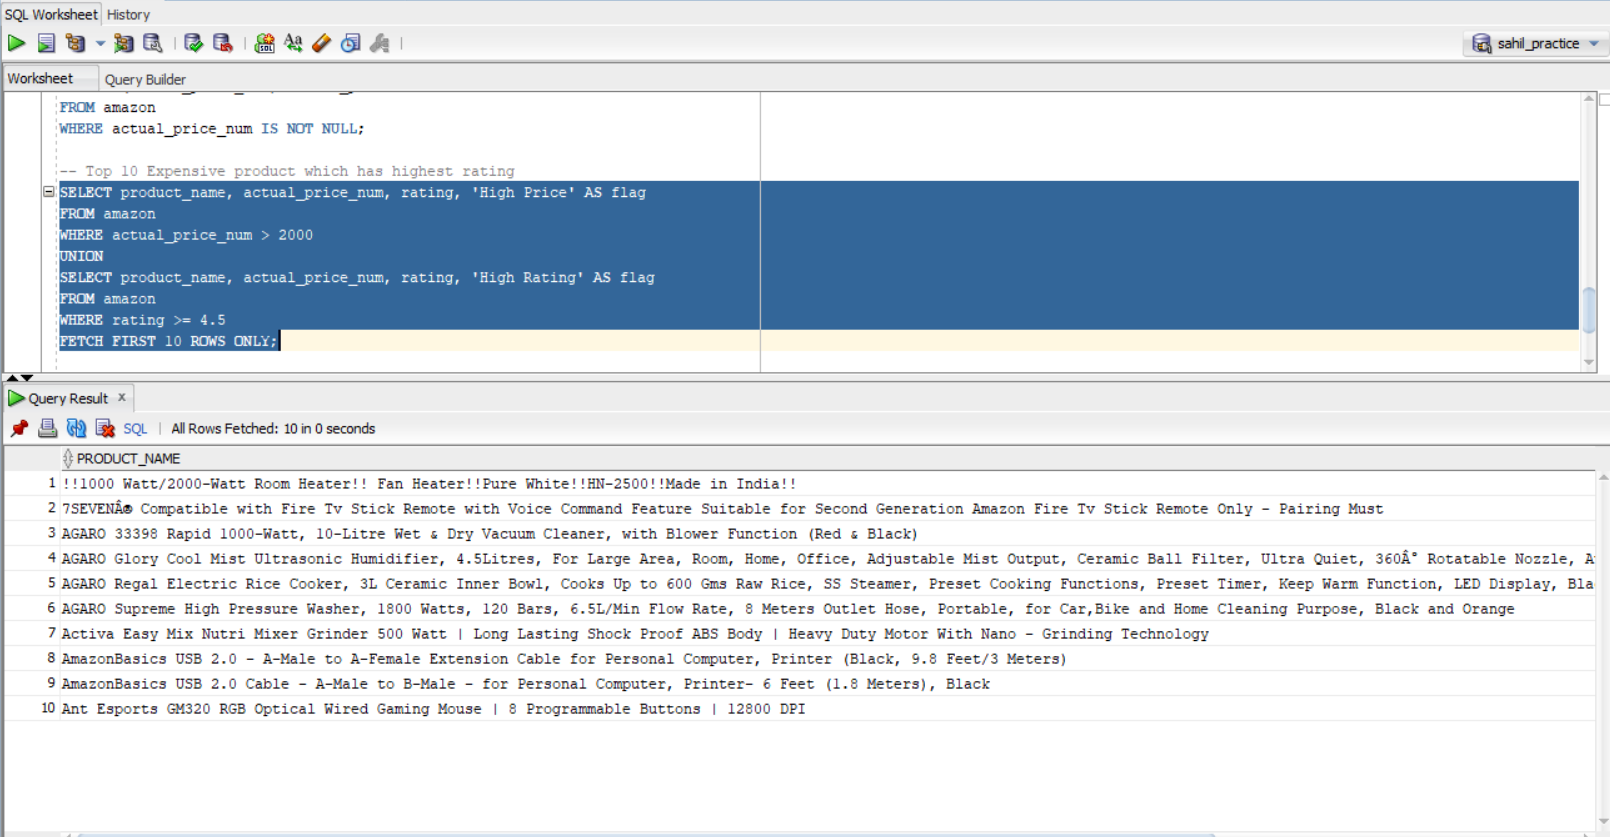 SQL Worksheet History
sahil_practice
Worksheet Query Builder
FROM amazon
WHERE actual_price_num IS NOT NULL;
-- Top 10 Expensive product which has highest rating
SELECT product_name, actual_price_num, rating, 'High Price' AS flag
FROM amazon
WHERE actual_price_num > 2000
UNION
SELECT product_name, actual_price_num, rating, 'High Rating' AS flag
FROM amazon
WHERE rating >= 4.5
FETCH FIRST 10 ROWS ONLY;
Query Result x
SQL | All Rows Fetched: 10 in 0 seconds
PRODUCT_NAME
1 !!1000 Watt/2000-Watt Room Heater!! Fan Heater!!Pure White!!HN-2500!!Made in India!!
2 7SEVENÂ® Compatible with Fire Tv Stick Remote with Voice Command Feature Suitable for Second Generation Amazon Fire Tv Stick Remote Only - Pairing Must
3 AGARO 33398 Rapid 1000-Watt, 10-Litre Wet & Dry Vacuum Cleaner, with Blower Function (Red & Black)
4 AGARO Glory Cool Mist Ultrasonic Humidifier, 4.5Litres, For Large Area, Room, Home, Office, Adjustable Mist Output, Ceramic Ball Filter, Ultra Quiet, 360Â° Rotatable Nozzle, A
5 AGARO Regal Electric Rice Cooker, 3L Ceramic Inner Bowl, Cooks Up to 600 Gms Raw Rice, SS Steamer, Preset Cooking Functions, Preset Timer, Keep Warm Function, LED Display, Bla
6 AGARO Supreme High Pressure Washer, 1800 Watts, 120 Bars, 6.5L/Min Flow Rate, 8 Meters Outlet Hose, Portable, for Car,Bike and Home Cleaning Purpose, Black and Orange
7 Activa Easy Mix Nutri Mixer Grinder 500 Watt | Long Lasting Shock Proof ABS Body | Heavy Duty Motor With Nano - Grinding Technology
8 AmazonBasics USB 2.0 - A-Male to A-Female Extension Cable for Personal Computer, Printer (Black, 9.8 Feet/3 Meters)
9 AmazonBasics USB 2.0 Cable - A-Male to B-Male - for Personal Computer, Printer- 6 Feet (1.8 Meters), Black
10 Ant Esports GM320 RGB Optical Wired Gaming Mouse | 8 Programmable Buttons | 12800 DPI